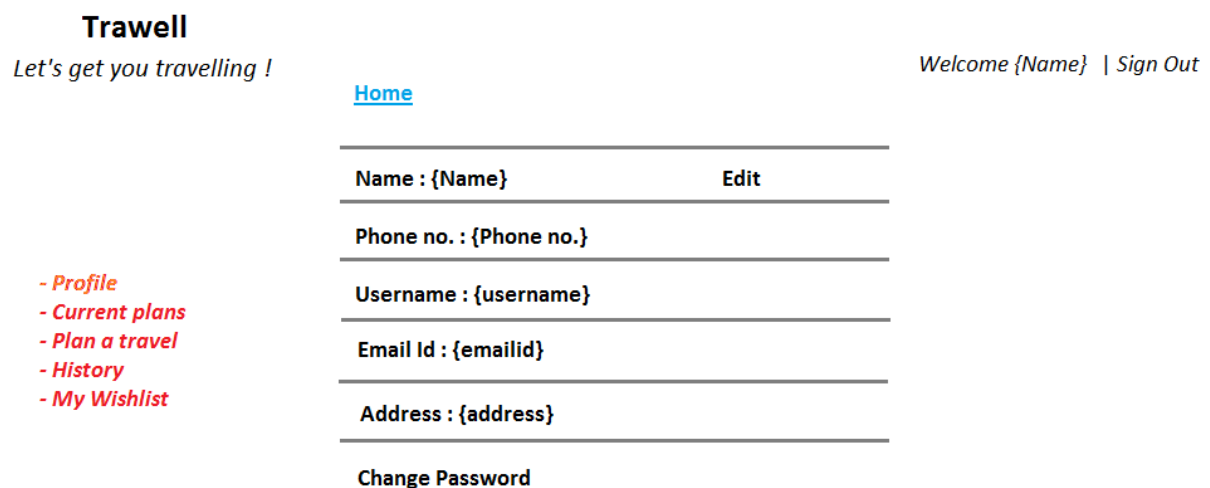 Trawell
Let's get you travelling !
Welcome {Name} | Sign Out
Home
Name : {Name} Edit
Phone no. : {Phone no.}
Username : {username}
Email Id : {emailid}
Address : {address}
Change Password
- Profile
- Current plans
- Plan a travel
- History
- My Wishlist